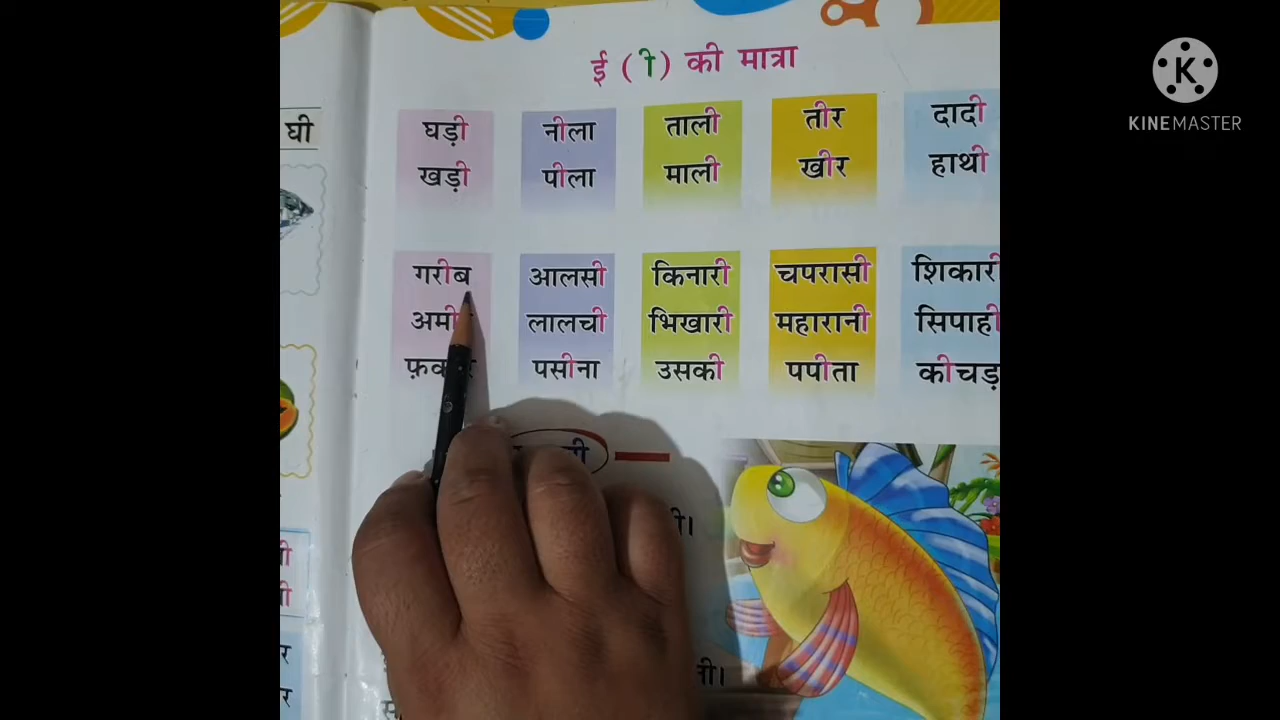 ई ( ी ) की मात्रा
घी
घड़ी नीला ताली तीर दादी
खड़ी पीला माली खीर हाथी
गरीब आलसी किनारी चपरासी शिकारी
लालची भिखारी महारानी सिपाही
पसीना उसकी पपीता कीचड़
K
KINEMASTER